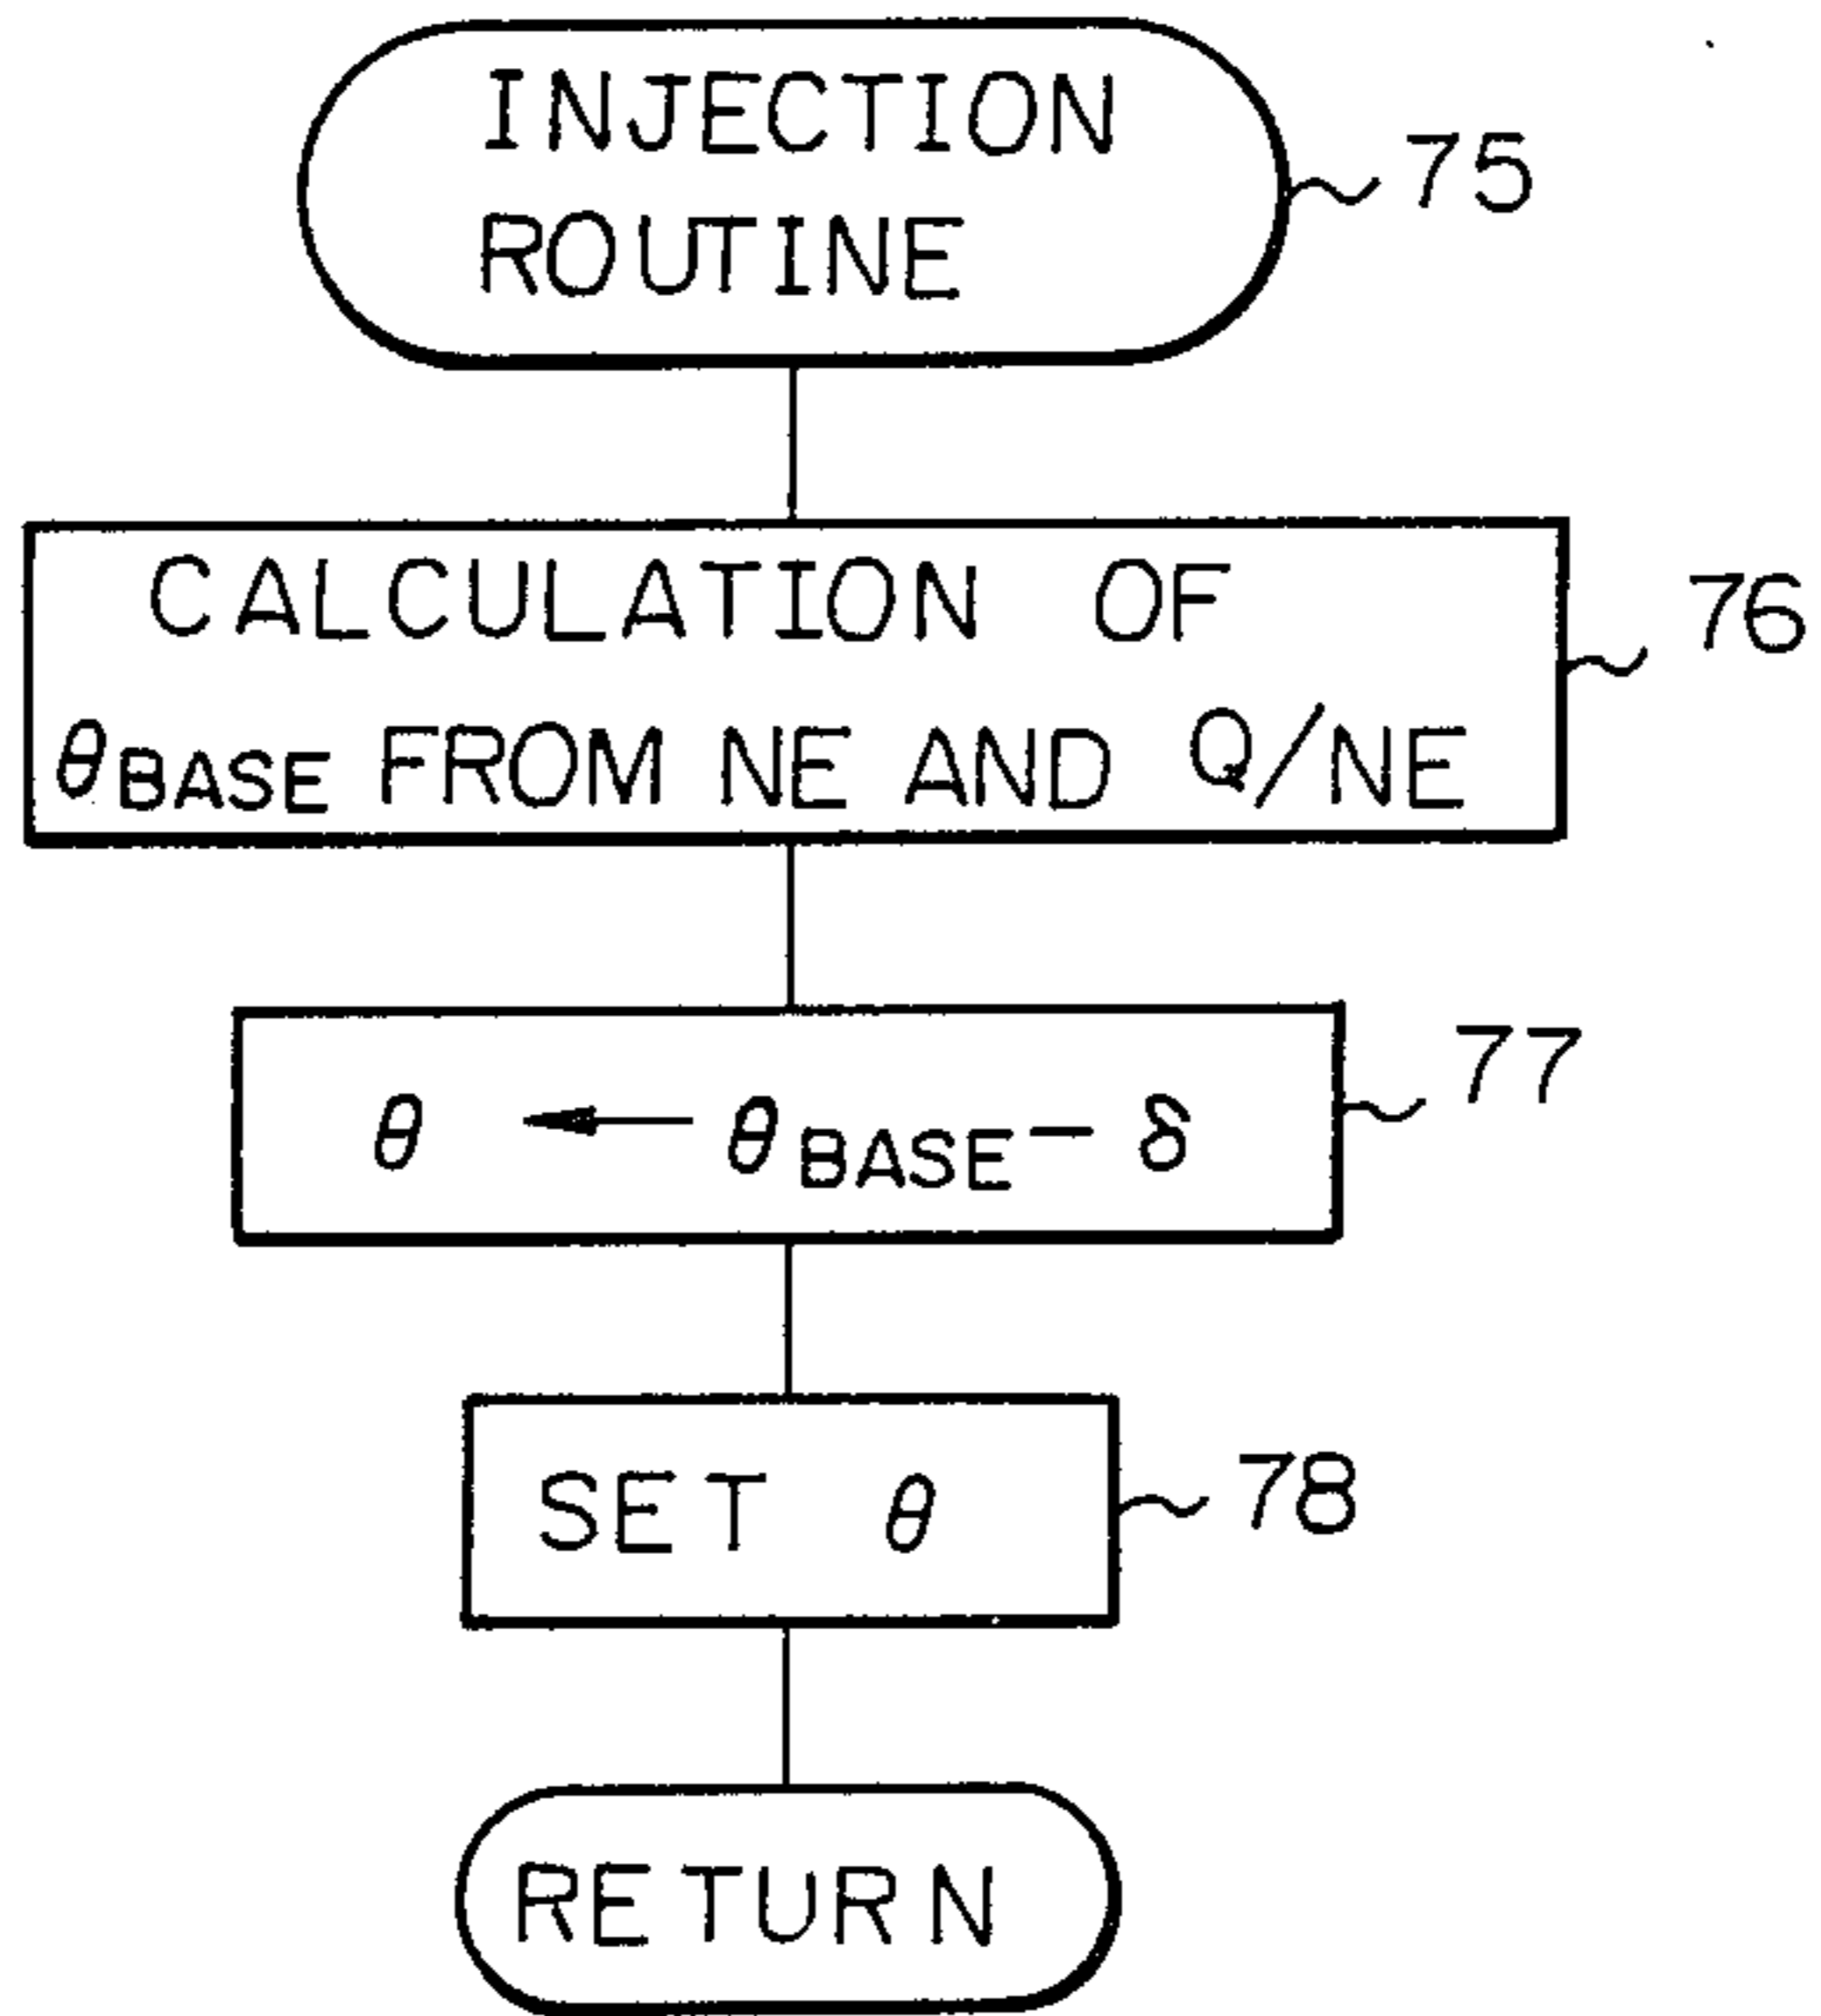 INJECTION
ROUTINE
75
CALCULATION OF
θBASE FROM NE AND Q/NE
76
θ ← θBASE − δ
77
SET θ
78
RETURN